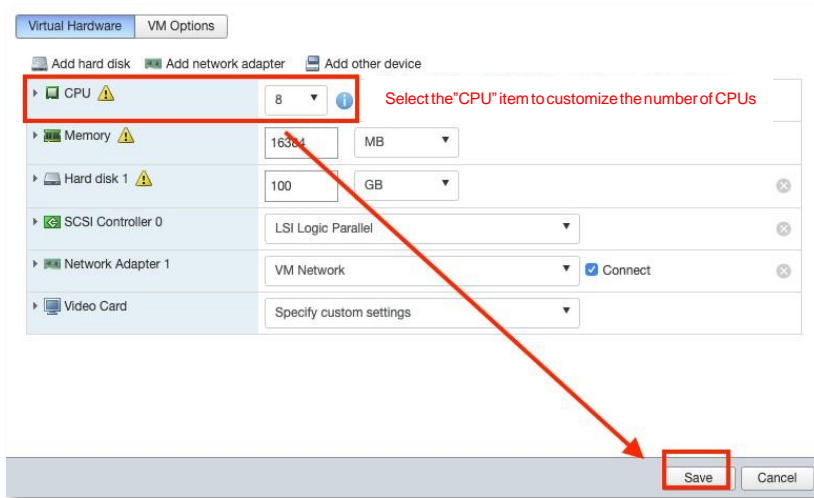 Virtual Hardware VM Options
Add hard disk Add network adapter Add other device
CPU 8 Select the"CPU" item to customize the number of CPUs
Memory 16384 MB
Hard disk 1 100 GB
SCSI Controller 0 LSI Logic Parallel
Network Adapter 1 VM Network Connect
Video Card Specify custom settings
Save Cancel